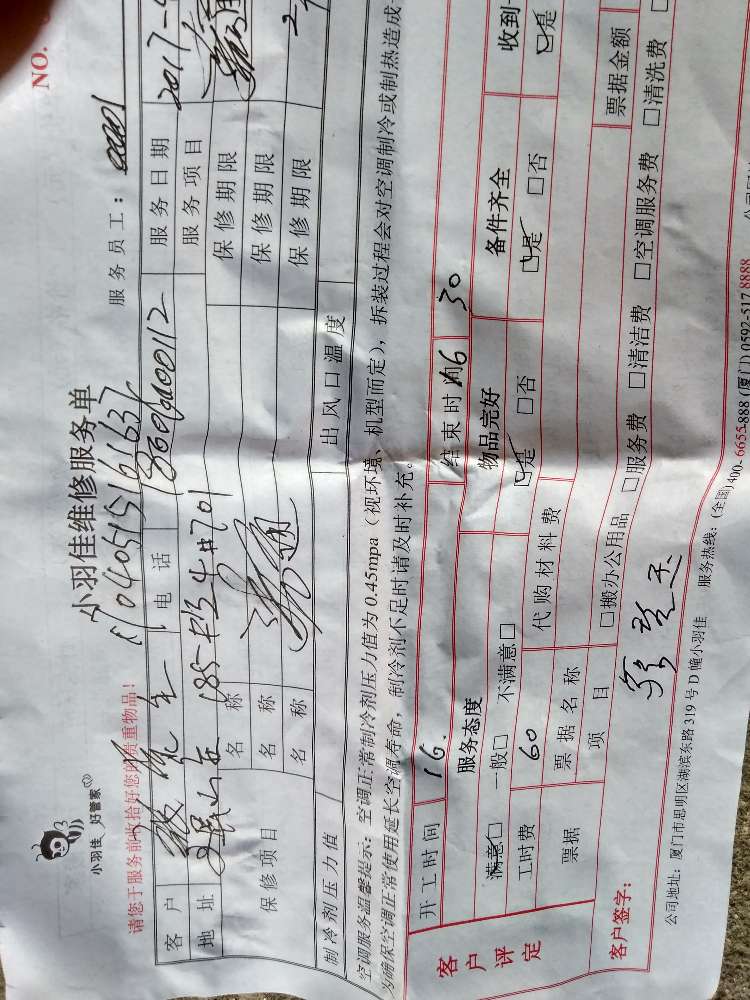 小羽佳 好管家
NO.
小羽佳维修服务单
请您于服务前收拾好您的贵重物品!
服务员工:
客户 电话 服务日期 2017-
地址 服务项目
保修项目 名称 保修期限
名称 保修期限
名称 保修期限
制冷剂压力值 出风口温度
空调服务温馨提示:空调正常制冷剂压力值为0.45mpa(视环境、机型而定),拆装过程会对空调制冷或制热造成
为确保空调正常使用延长空调寿命,制冷剂不足时请及时补充。
客户评定
开工时间 16. 结束时间 16 30
服务态度 物品完好 备件齐全 收到
满意□ 一般□ 不满意□ □是 □否 □是 □否 □是
工时费 60 代购材料费
票据 票据名称 票据金额
项目 □搬办公用品 □服务费 □清洁费 □空调服务费 □清洗费
客户签字:
公司地址:厦门市思明区湖滨东路319号D幢小羽佳 服务热线:(全国)400-6655-888(厦门)0592-517 8888